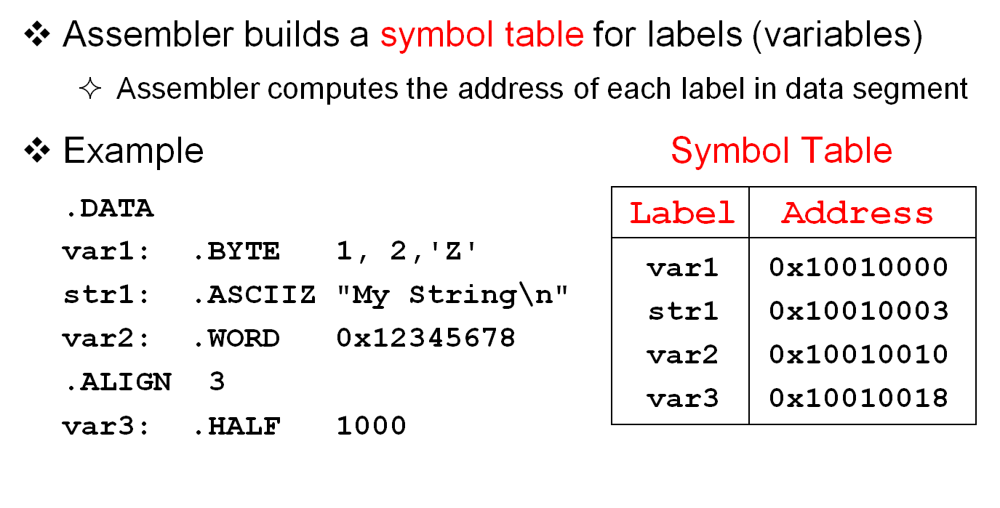 ❖ Assembler builds a symbol table for labels (variables)
✧ Assembler computes the address of each label in data segment
❖ Example
Symbol Table
.DATA
var1: .BYTE 1, 2,'Z'
str1: .ASCIIZ "My String\n"
var2: .WORD 0x12345678
.ALIGN 3
var3: .HALF 1000
Label Address
var1 0x10010000
str1 0x10010003
var2 0x10010010
var3 0x10010018